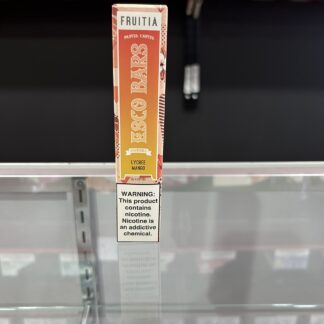 FRUITIA
ESCO BARS
LYCHEE
MANGO
WARNING:
This product
contains
nicotine.
Nicotine is
an addictive
chemical.